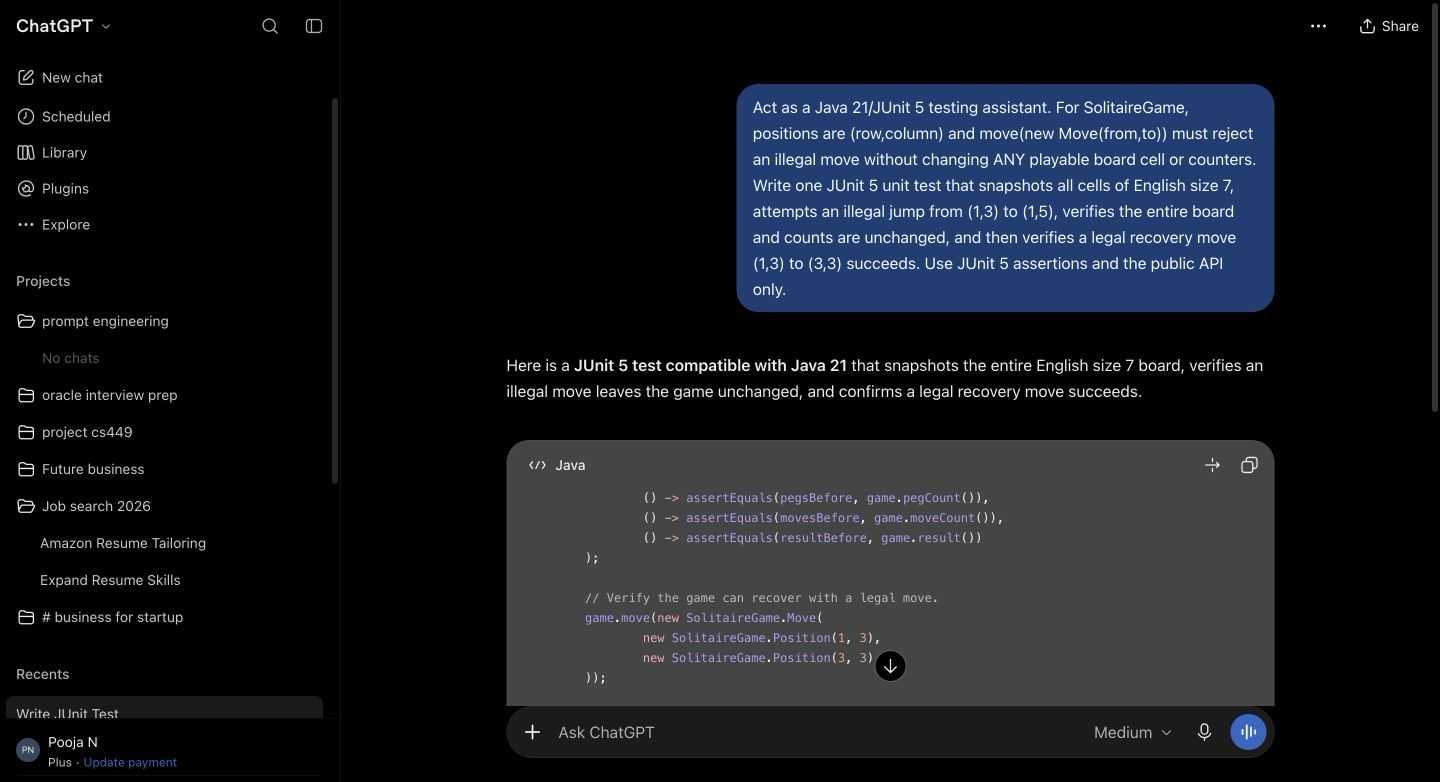 ChatGPT
New chat
Scheduled
Library
Plugins
Explore
Projects
prompt engineering
No chats
oracle interview prep
project cs449
Future business
Job search 2026
Amazon Resume Tailoring
Expand Resume Skills
# business for startup
Recents
Write JUnit Test
PN
Pooja N
Plus · Update payment
Share
Act as a Java 21/JUnit 5 testing assistant. For SolitaireGame,
positions are (row,column) and move(new Move(from,to)) must reject
an illegal move without changing ANY playable board cell or counters.
Write one JUnit 5 unit test that snapshots all cells of English size 7,
attempts an illegal jump from (1,3) to (1,5), verifies the entire board
and counts are unchanged, and then verifies a legal recovery move
(1,3) to (3,3) succeeds. Use JUnit 5 assertions and the public API
only.
Here is a JUnit 5 test compatible with Java 21 that snapshots the entire English size 7 board, verifies an
illegal move leaves the game unchanged, and confirms a legal recovery move succeeds.
</> Java
() -> assertEquals(pegsBefore, game.pegCount()),
() -> assertEquals(movesBefore, game.moveCount()),
() -> assertEquals(resultBefore, game.result())
);
// Verify the game can recover with a legal move.
game.move(new SolitaireGame.Move(
new SolitaireGame.Position(1, 3),
new SolitaireGame.Position(3, 3)
));
Ask ChatGPT
Medium